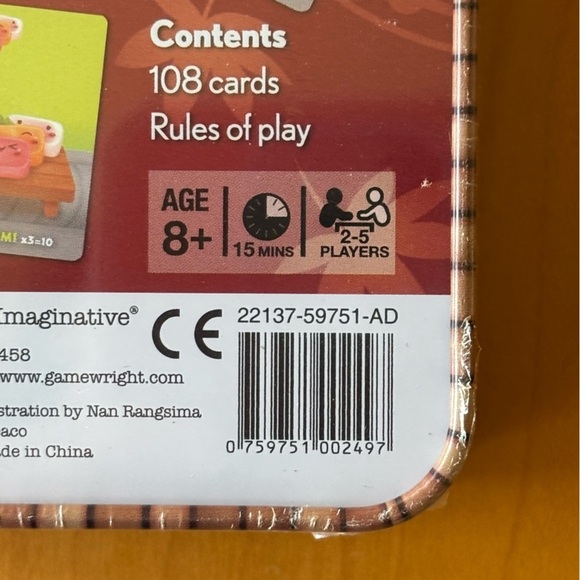 Contents
108 cards
Rules of play
MI x3=10
AGE
8+
15 MINS
2-5
PLAYERS
Imaginative®
CE
22137-59751-AD
458
www.gamewright.com
stration by Nan Rangsima
aco
de in China
0 759751 002497